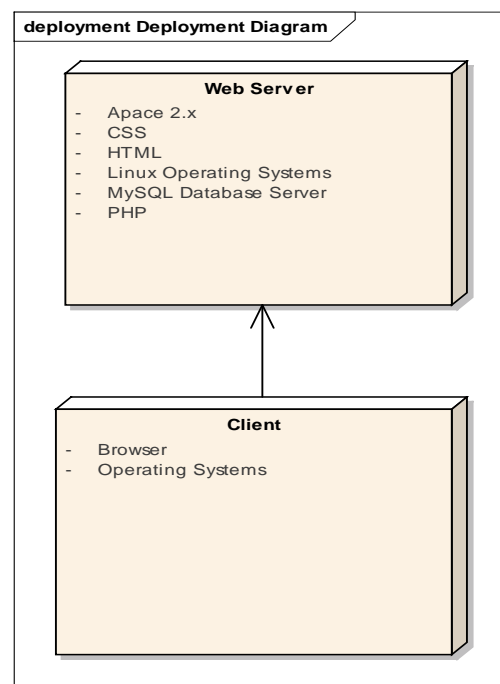 deployment Deployment Diagram
Web Server
- Apace 2.x
- CSS
- HTML
- Linux Operating Systems
- MySQL Database Server
- PHP
Client
- Browser
- Operating Systems